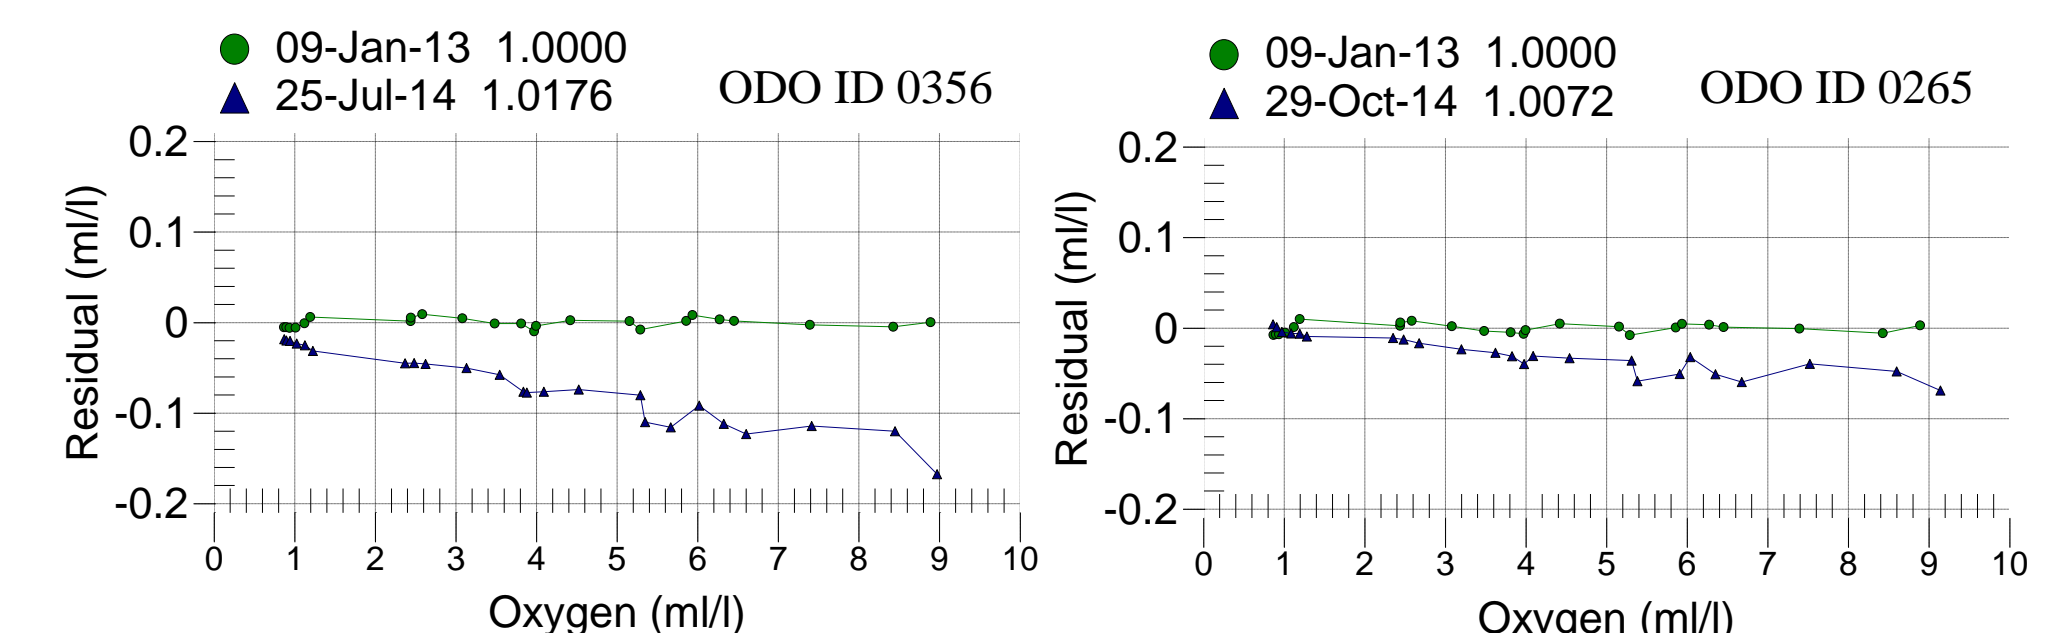 09-Jan-13 1.0000
25-Jul-14 1.0176
ODO ID 0356
0.2
0.1
0
-0.1
-0.2
Residual (ml/l)
0 1 2 3 4 5 6 7 8 9 10
Oxygen (ml/l)
09-Jan-13 1.0000
29-Oct-14 1.0072
ODO ID 0265
0.2
0.1
0
-0.1
-0.2
Residual (ml/l)
0 1 2 3 4 5 6 7 8 9 10
Oxygen (ml/l)